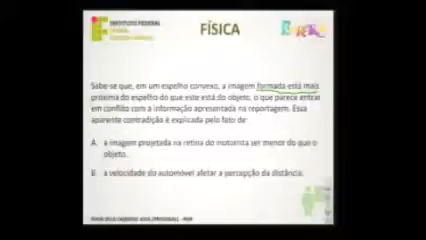 INSTITUTO FEDERAL
FÍSICA
Sabe-se que, em um espelho convexo, a imagem formada está mais
próxima do espelho do que este está do objeto, o que parece entrar
em conflito com a informação apresentada na reportagem. Essa
aparente contradição é explicada pelo fato de
A. a imagem projetada na retina do motorista ser menor do que o
objeto.
B. a velocidade do automóvel afetar a percepção da distância.